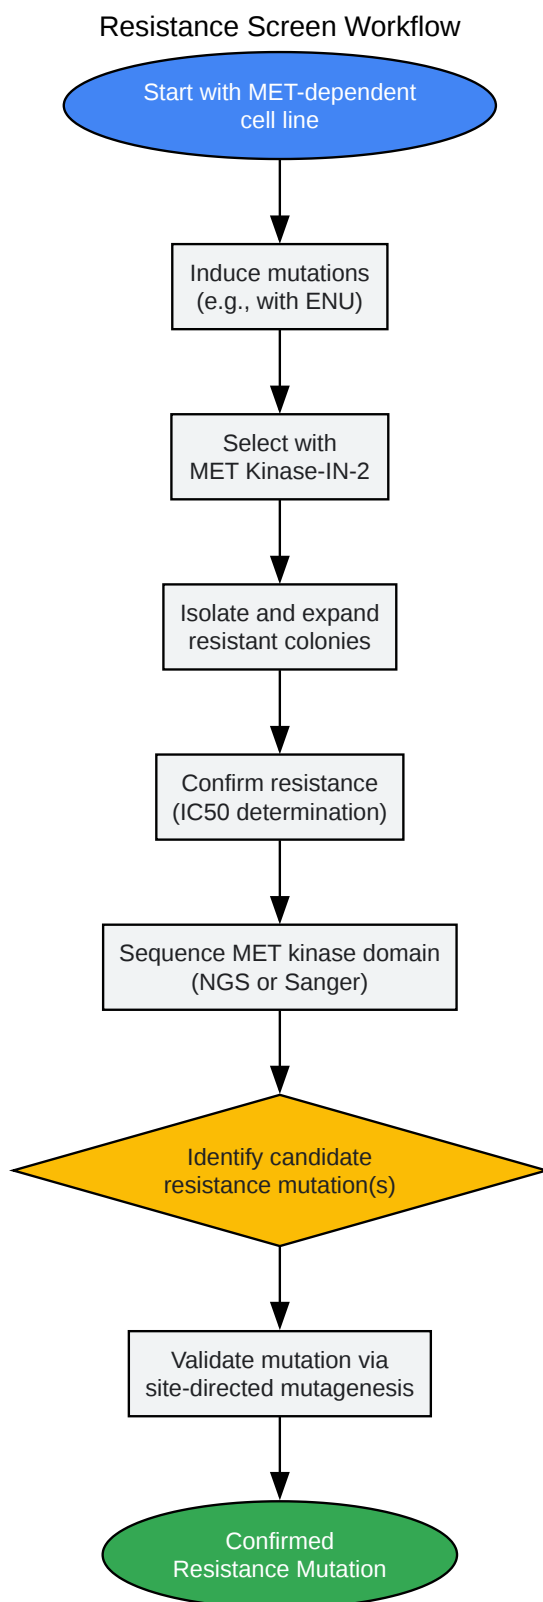 Resistance Screen Workflow
Start with MET-dependent
cell line
Induce mutations
(e.g., with ENU)
Select with
MET Kinase-IN-2
Isolate and expand
resistant colonies
Confirm resistance
(IC50 determination)
Sequence MET kinase domain
(NGS or Sanger)
Identify candidate
resistance mutation(s)
Validate mutation via
site-directed mutagenesis
Confirmed
Resistance Mutation